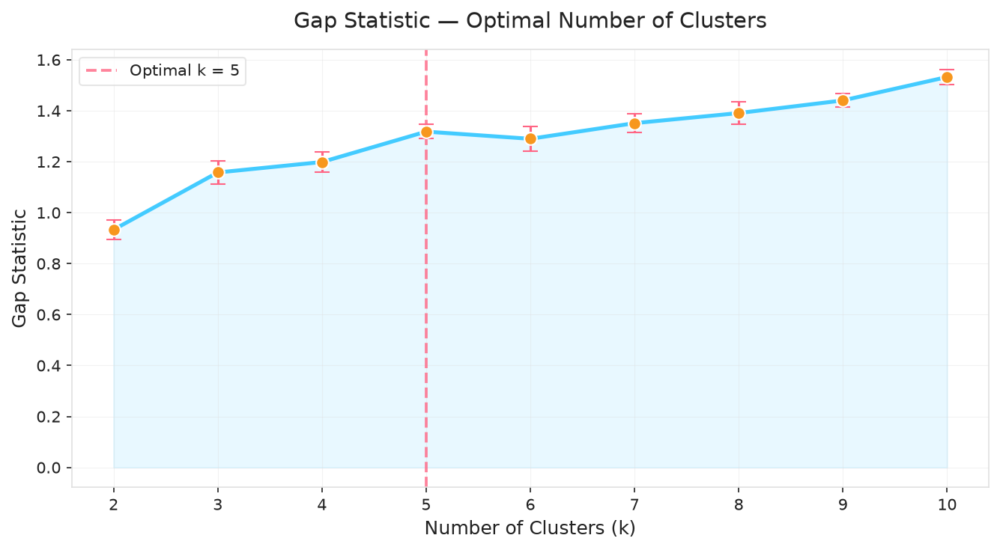 Gap Statistic — Optimal Number of Clusters
Optimal k = 5
Gap Statistic
1.6
1.4
1.2
1.0
0.8
0.6
0.4
0.2
0.0
2 3 4 5 6 7 8 9 10
Number of Clusters (k)